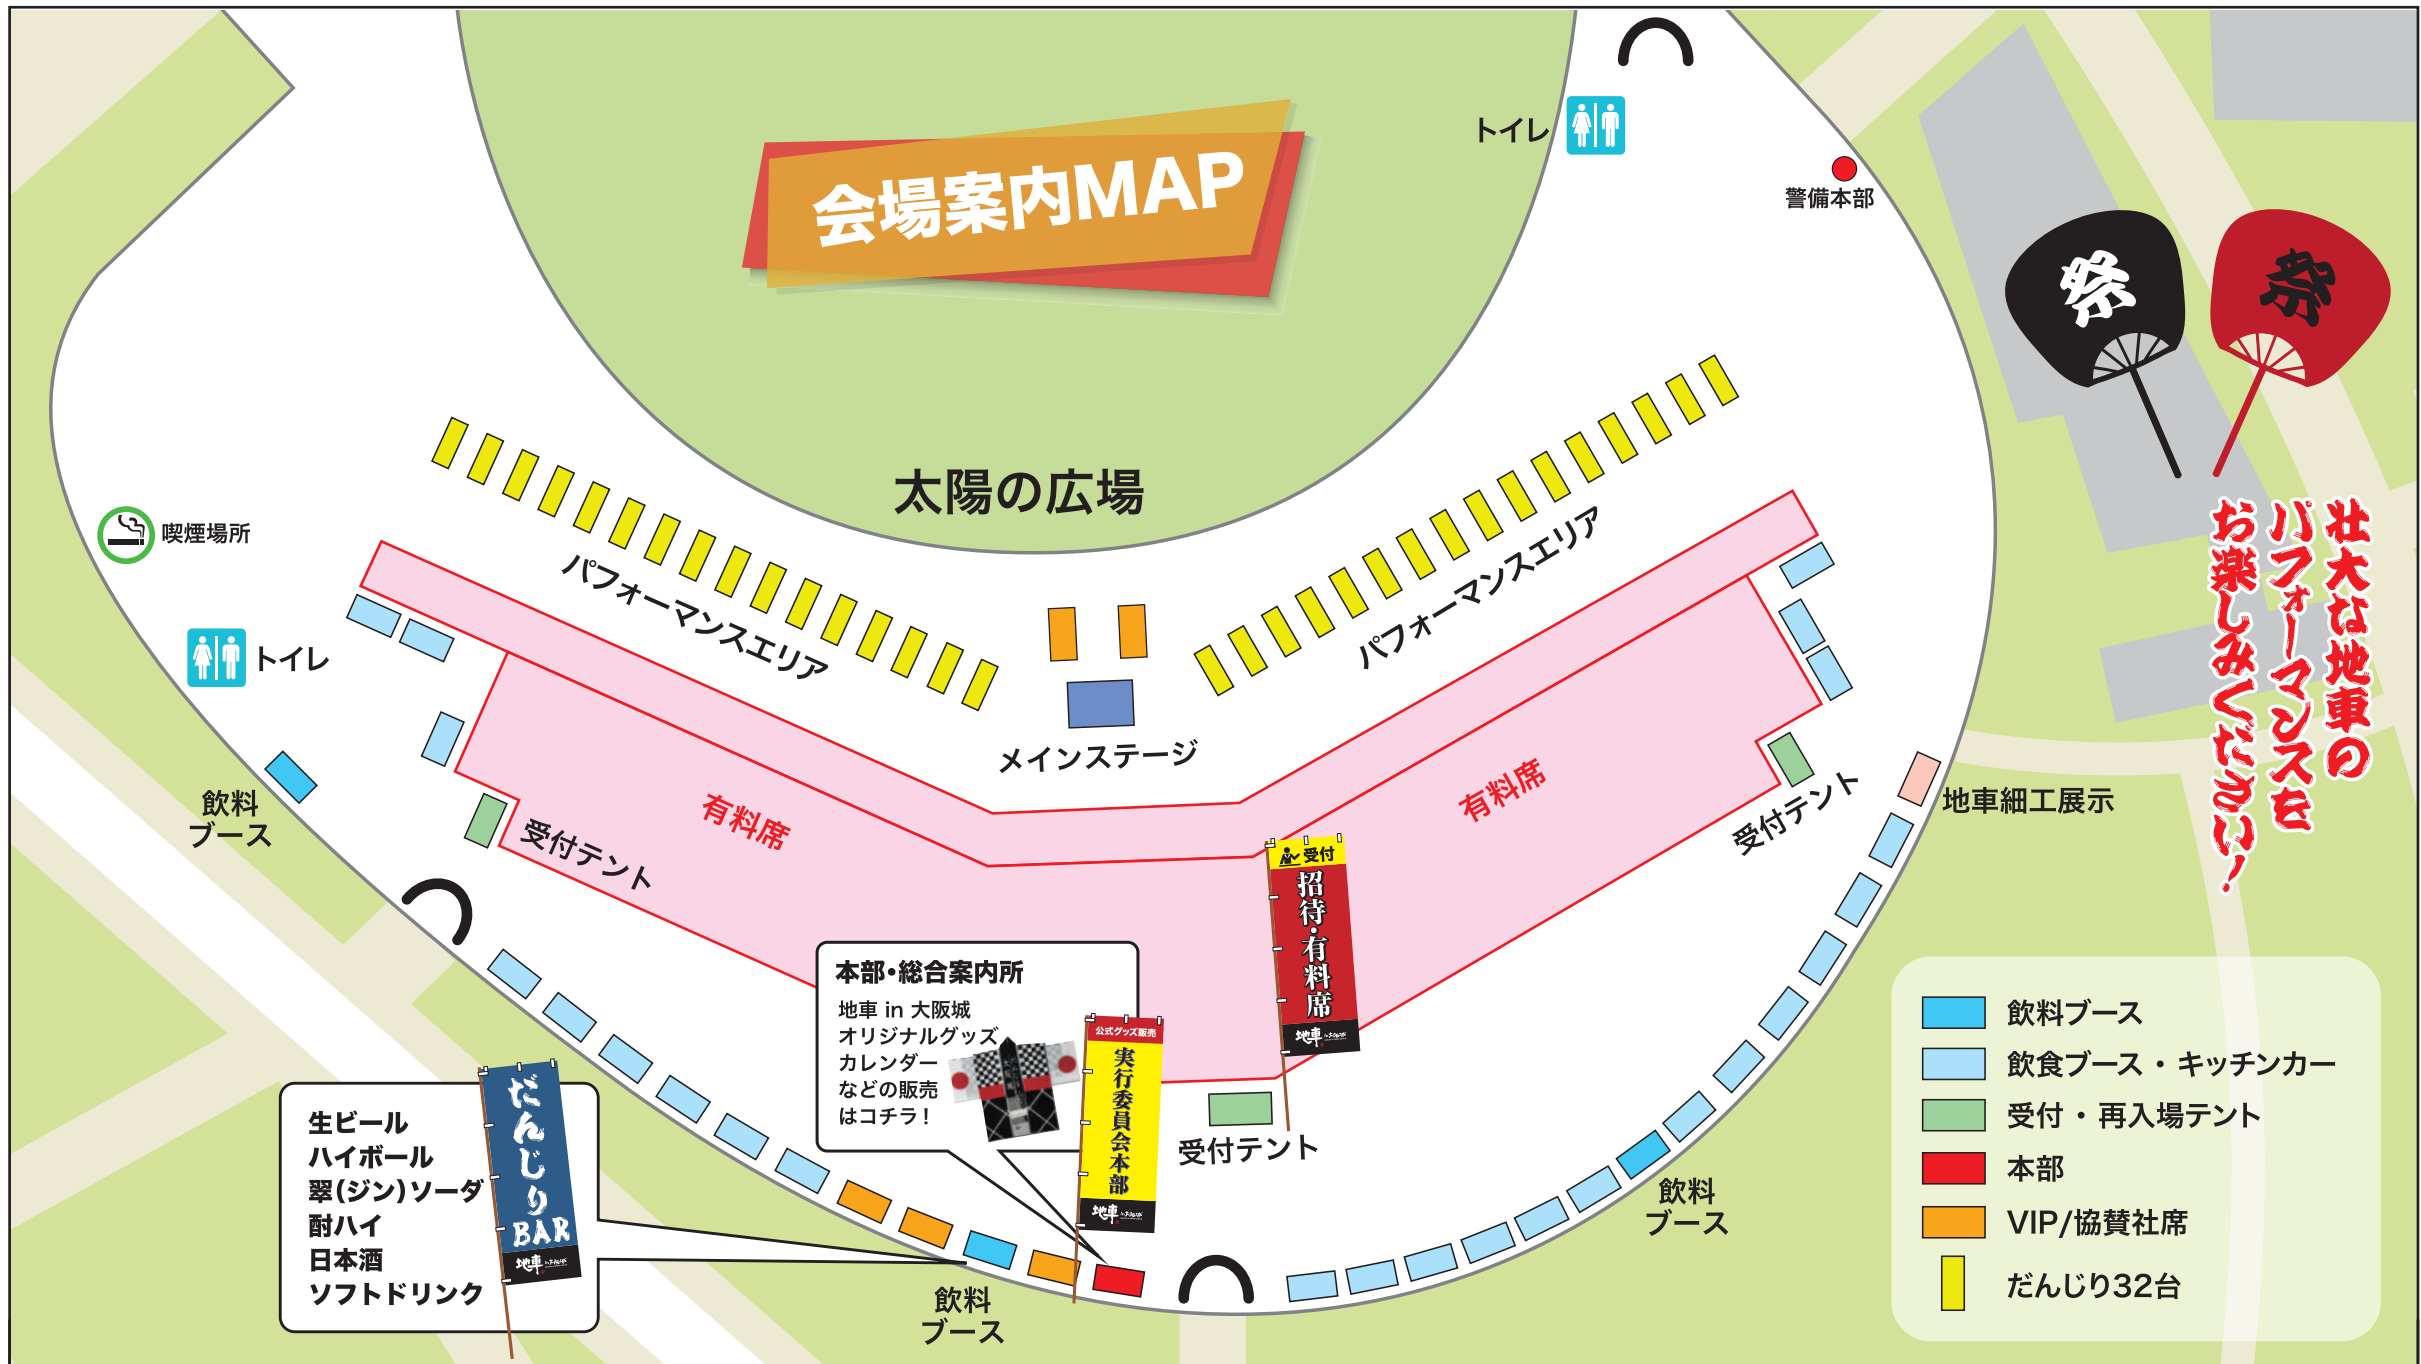 会場案内MAP
トイレ
警備本部
祭
祭
太陽の広場
喫煙場所
トイレ
パフォーマンスエリア
パフォーマンスエリア
メインステージ
有料席
有料席
飲料
ブース
受付テント
受付テント
地車細工展示
壮大な地車の
パフォーマンスを
お楽しみください!
受付
招待・有料席
地車
本部・総合案内所
地車 in 大阪城
オリジナルグッズ
カレンダー
などの販売
はコチラ!
公式グッズ販売
実行委員会本部
地車
受付テント
生ビール
ハイボール
翠(ジン)ソーダ
酎ハイ
日本酒
ソフトドリンク
だんじり
BAR
地車
飲料
ブース
飲料
ブース
飲料ブース
飲食ブース・キッチンカー
受付・再入場テント
本部
VIP/協賛社席
だんじり32台